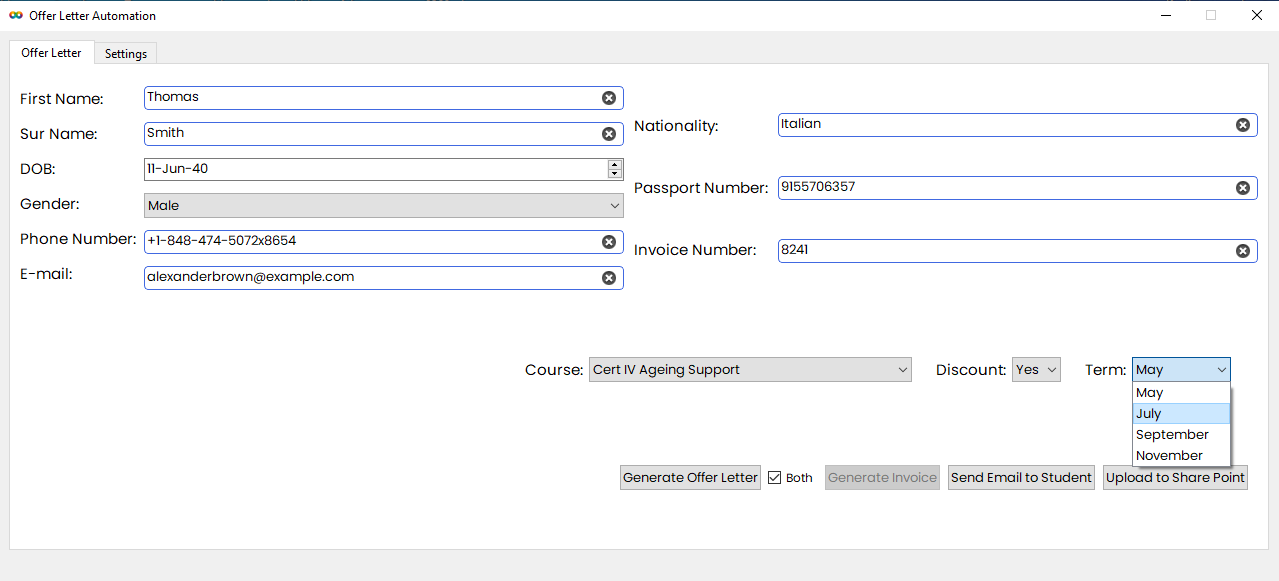 Offer Letter Automation
Offer Letter Settings
First Name: Thomas
Sur Name: Smith
DOB: 11-Jun-40
Gender: Male
Phone Number: +1-848-474-5072x8654
E-mail: alexanderbrown@example.com
Nationality: Italian
Passport Number: 9155706357
Invoice Number: 8241
Course: Cert IV Ageing Support Discount: Yes Term: May
May
July
September
November
Generate Offer Letter Both Generate Invoice Send Email to Student Upload to Share Point